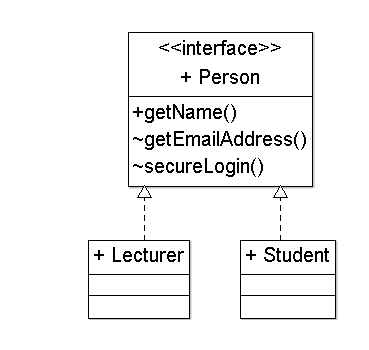 <<interface>>
+ Person
+getName()
~getEmailAddress()
~secureLogin()
+ Lecturer
+ Student